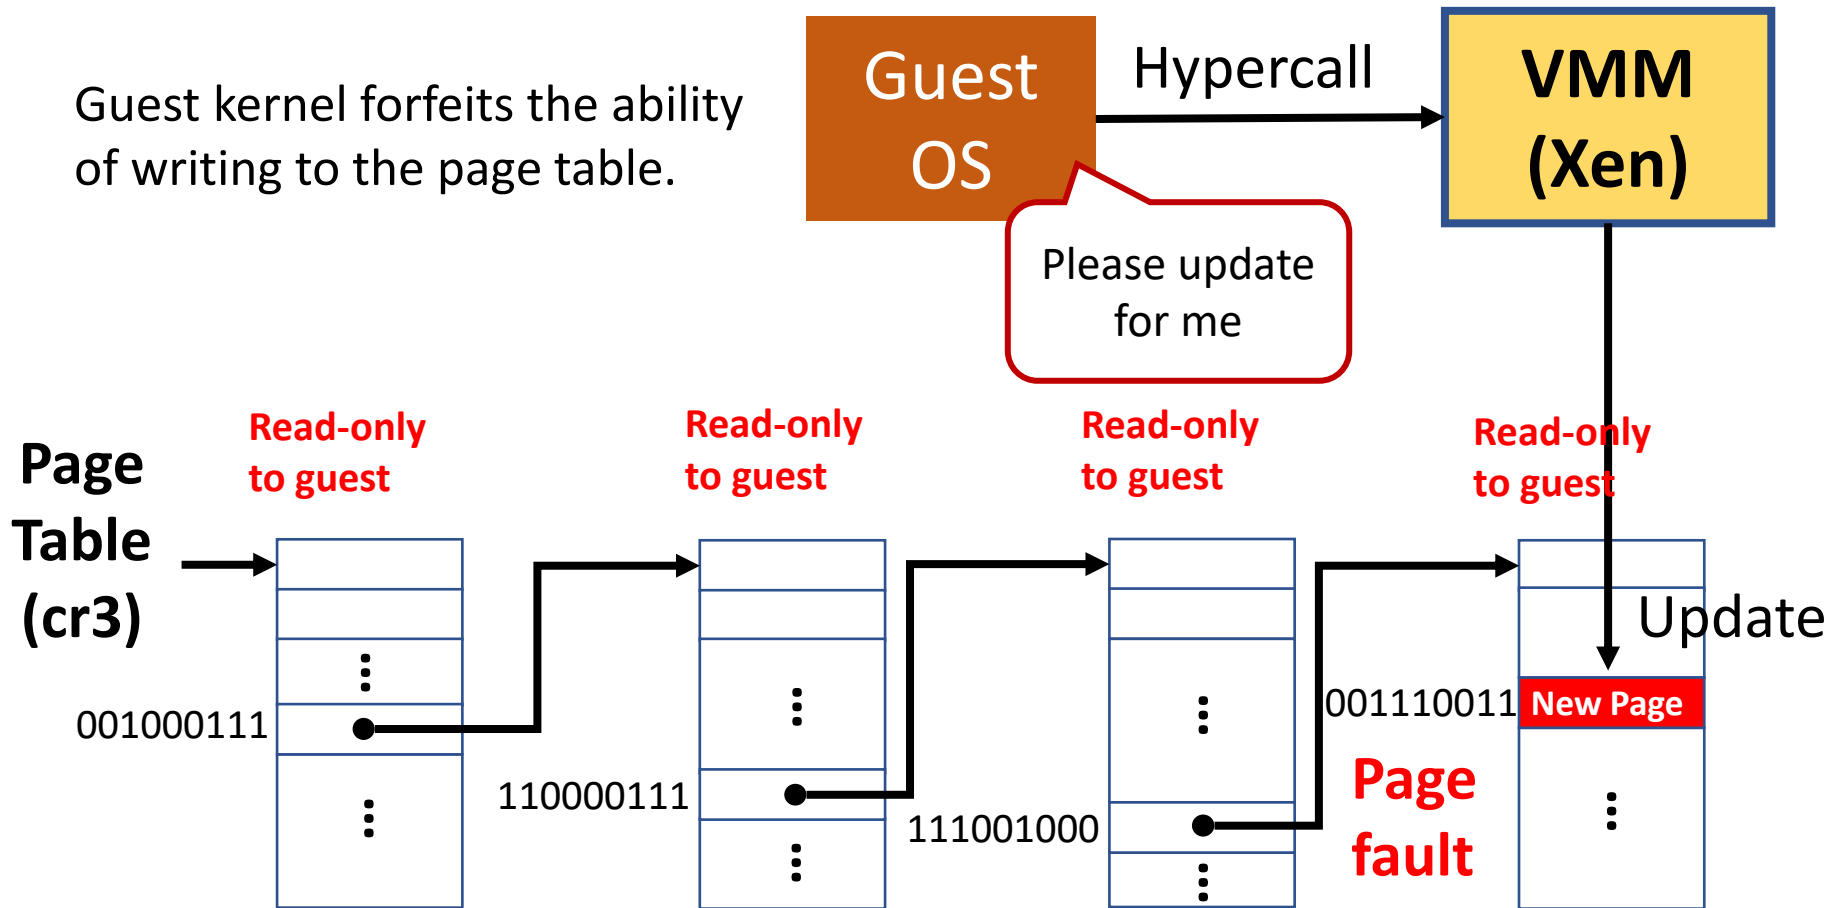 Guest kernel forfeits the ability
of writing to the page table.
Guest
OS
Hypercall
VMM
(Xen)
Please update
for me
Page
Table
(cr3)
Read-only
to guest
Read-only
to guest
Read-only
to guest
Read-only
to guest
Update
001000111
110000111
111001000
001110011
New Page
Page
fault